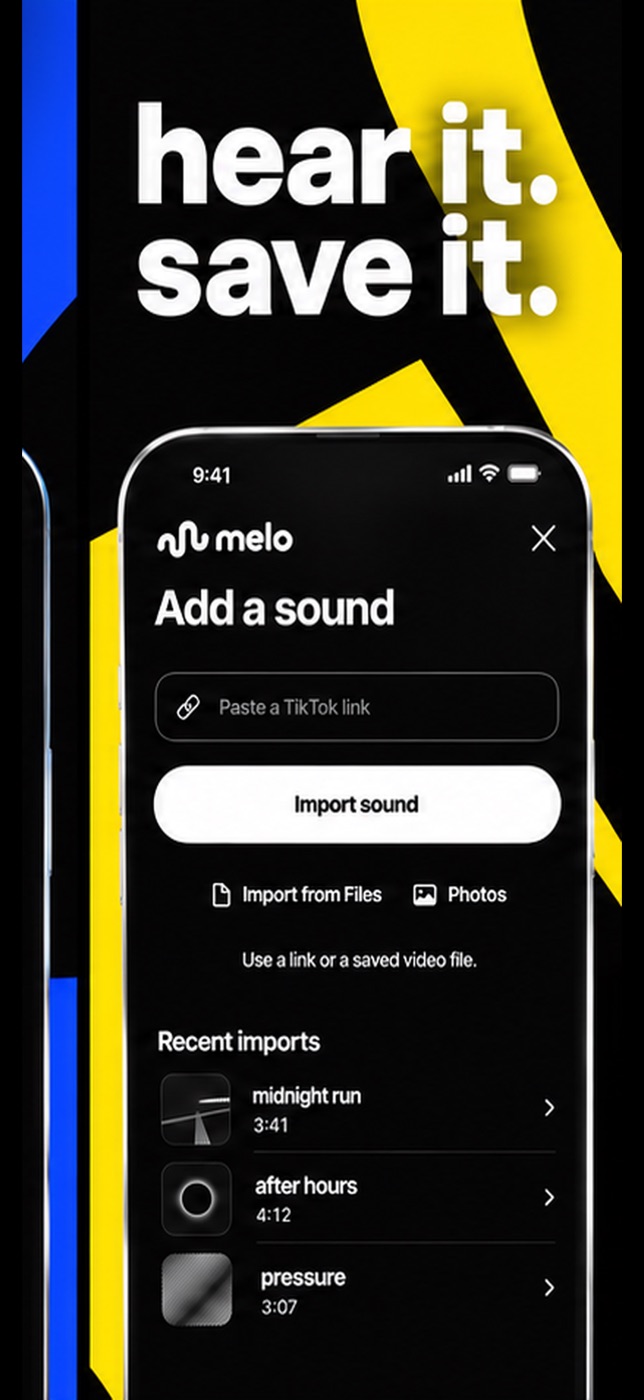 hear it.
save it.
9:41
melo
Add a sound
Paste a TikTok link
Import sound
Import from Files
Photos
Use a link or a saved video file.
Recent imports
midnight run
3:41
after hours
4:12
pressure
3:07